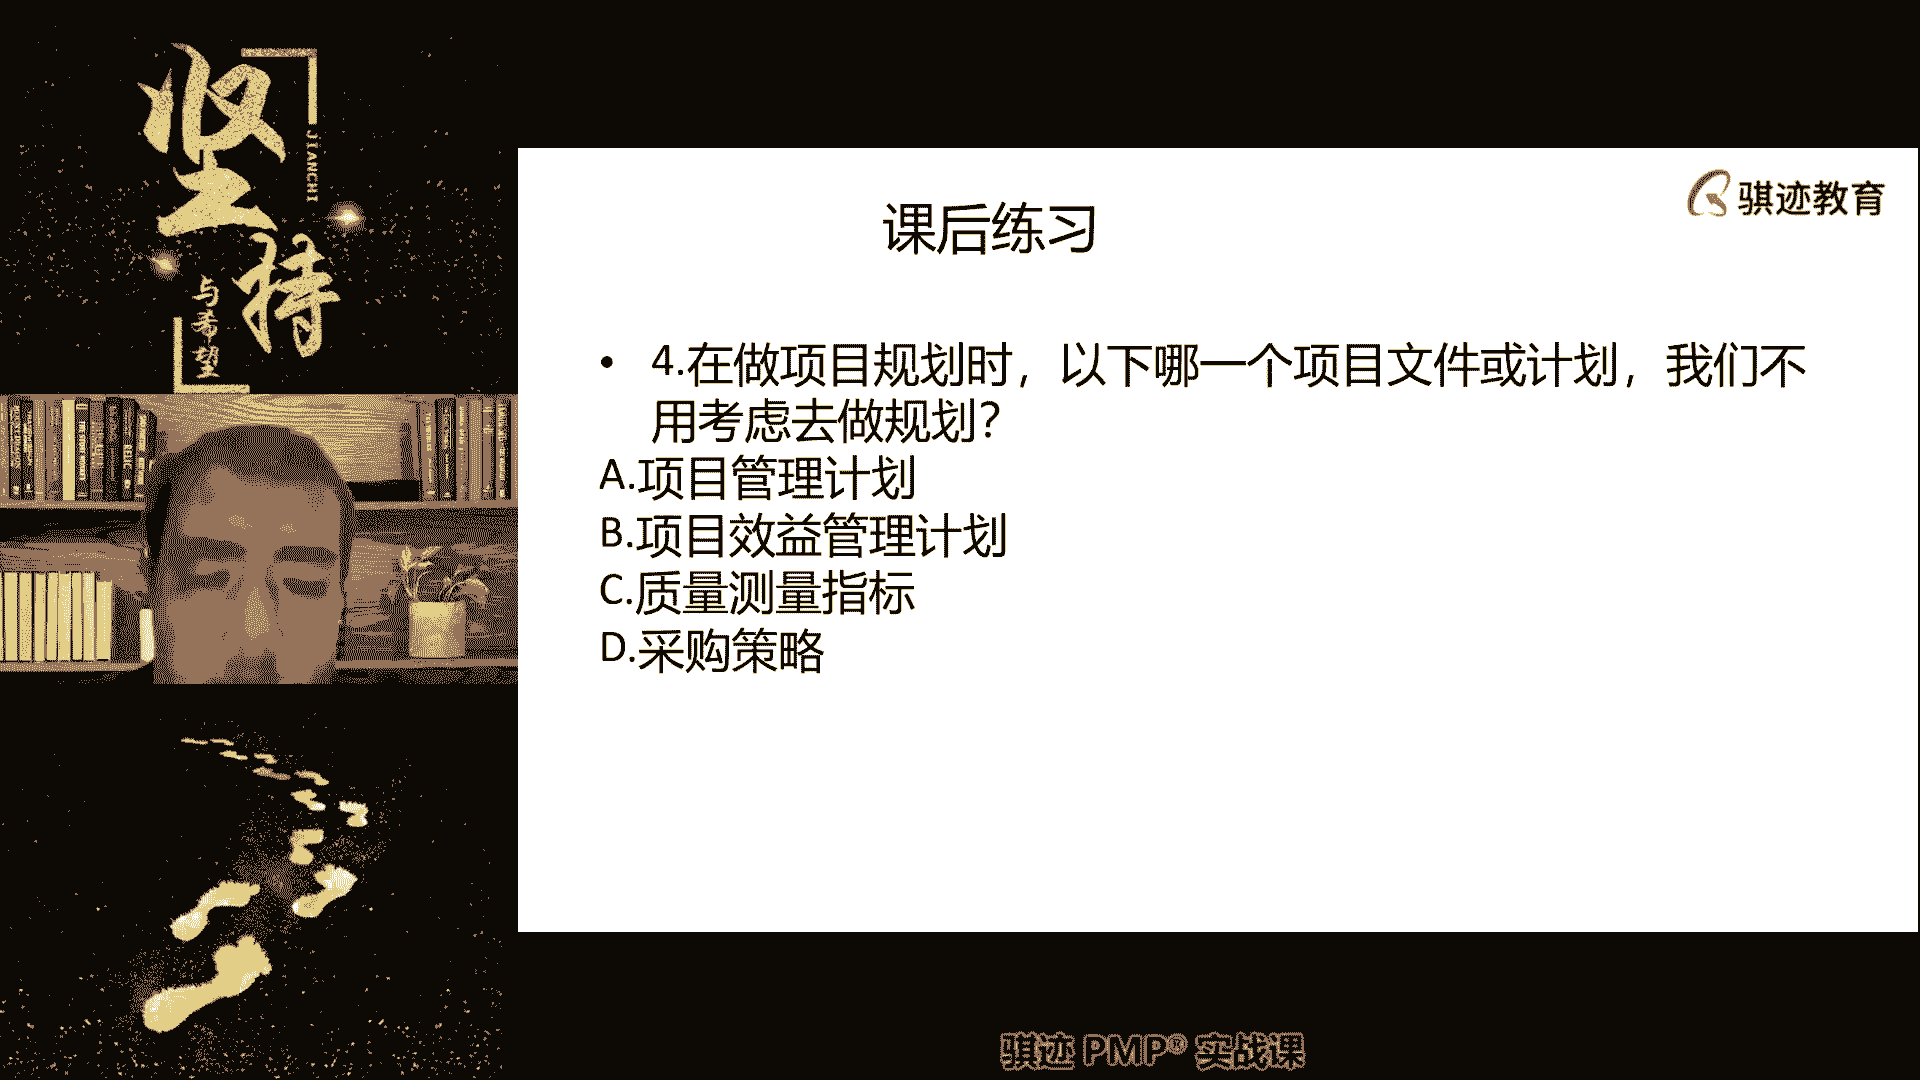 坚持
JIANCHI
与希望
骐迹教育
课后练习
• 4.在做项目规划时，以下哪一个项目文件或计划，我们不
用考虑去做规划？
A.项目管理计划
B.项目效益管理计划
C.质量测量指标
D.采购策略
骐迹 PMP® 实战课